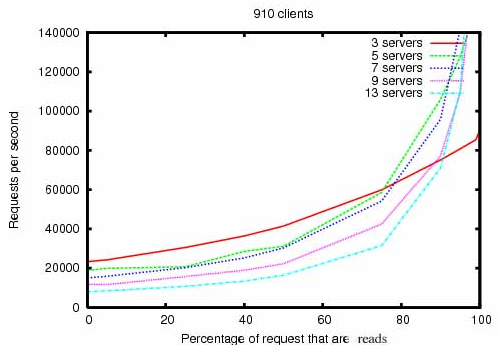 910 clients
140000
120000
100000
80000
60000
40000
20000
0
Requests per second
3 servers
5 servers
7 servers
9 servers
13 servers
0 20 40 60 80 100
Percentage of request that are reads